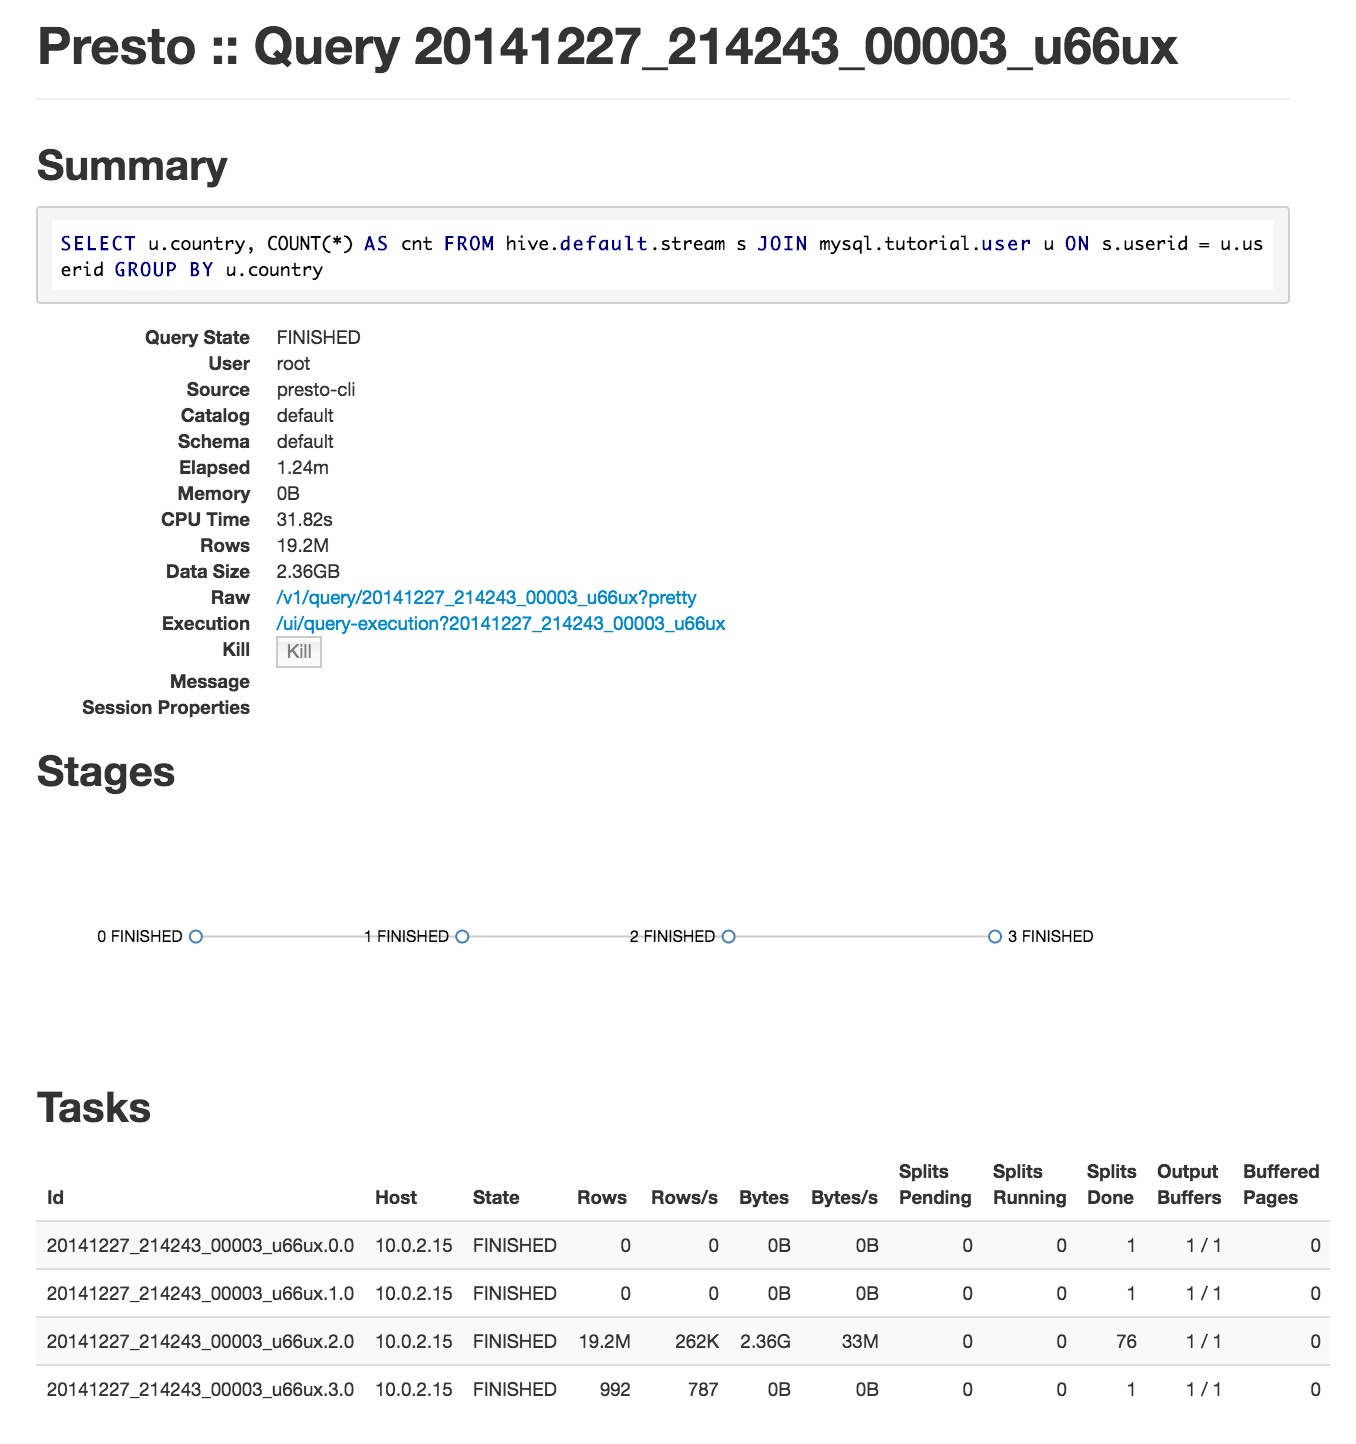 Presto :: Query 20141227_214243_00003_u66ux
Summary
SELECT u.country, COUNT(*) AS cnt FROM hive.default.stream s JOIN mysql.tutorial.user u ON s.userid = u.us
erid GROUP BY u.country
Query State FINISHED
User root
Source presto-cli
Catalog default
Schema default
Elapsed 1.24m
Memory 0B
CPU Time 31.82s
Rows 19.2M
Data Size 2.36GB
Raw /v1/query/20141227_214243_00003_u66ux?pretty
Execution /ui/query-execution?20141227_214243_00003_u66ux
Kill Kill
Message
Session Properties
Stages
0 FINISHED 1 FINISHED 2 FINISHED 3 FINISHED
Tasks
Id Host State Rows Rows/s Bytes Bytes/s Splits Pending Splits Running Splits Done Output Buffers Buffered Pages
20141227_214243_00003_u66ux.0.0 10.0.2.15 FINISHED 0 0 0B 0B 0 0 1 1 / 1 0
20141227_214243_00003_u66ux.1.0 10.0.2.15 FINISHED 0 0 0B 0B 0 0 1 1 / 1 0
20141227_214243_00003_u66ux.2.0 10.0.2.15 FINISHED 19.2M 262K 2.36G 33M 0 0 76 1 / 1 0
20141227_214243_00003_u66ux.3.0 10.0.2.15 FINISHED 992 787 0B 0B 0 0 1 1 / 1 0